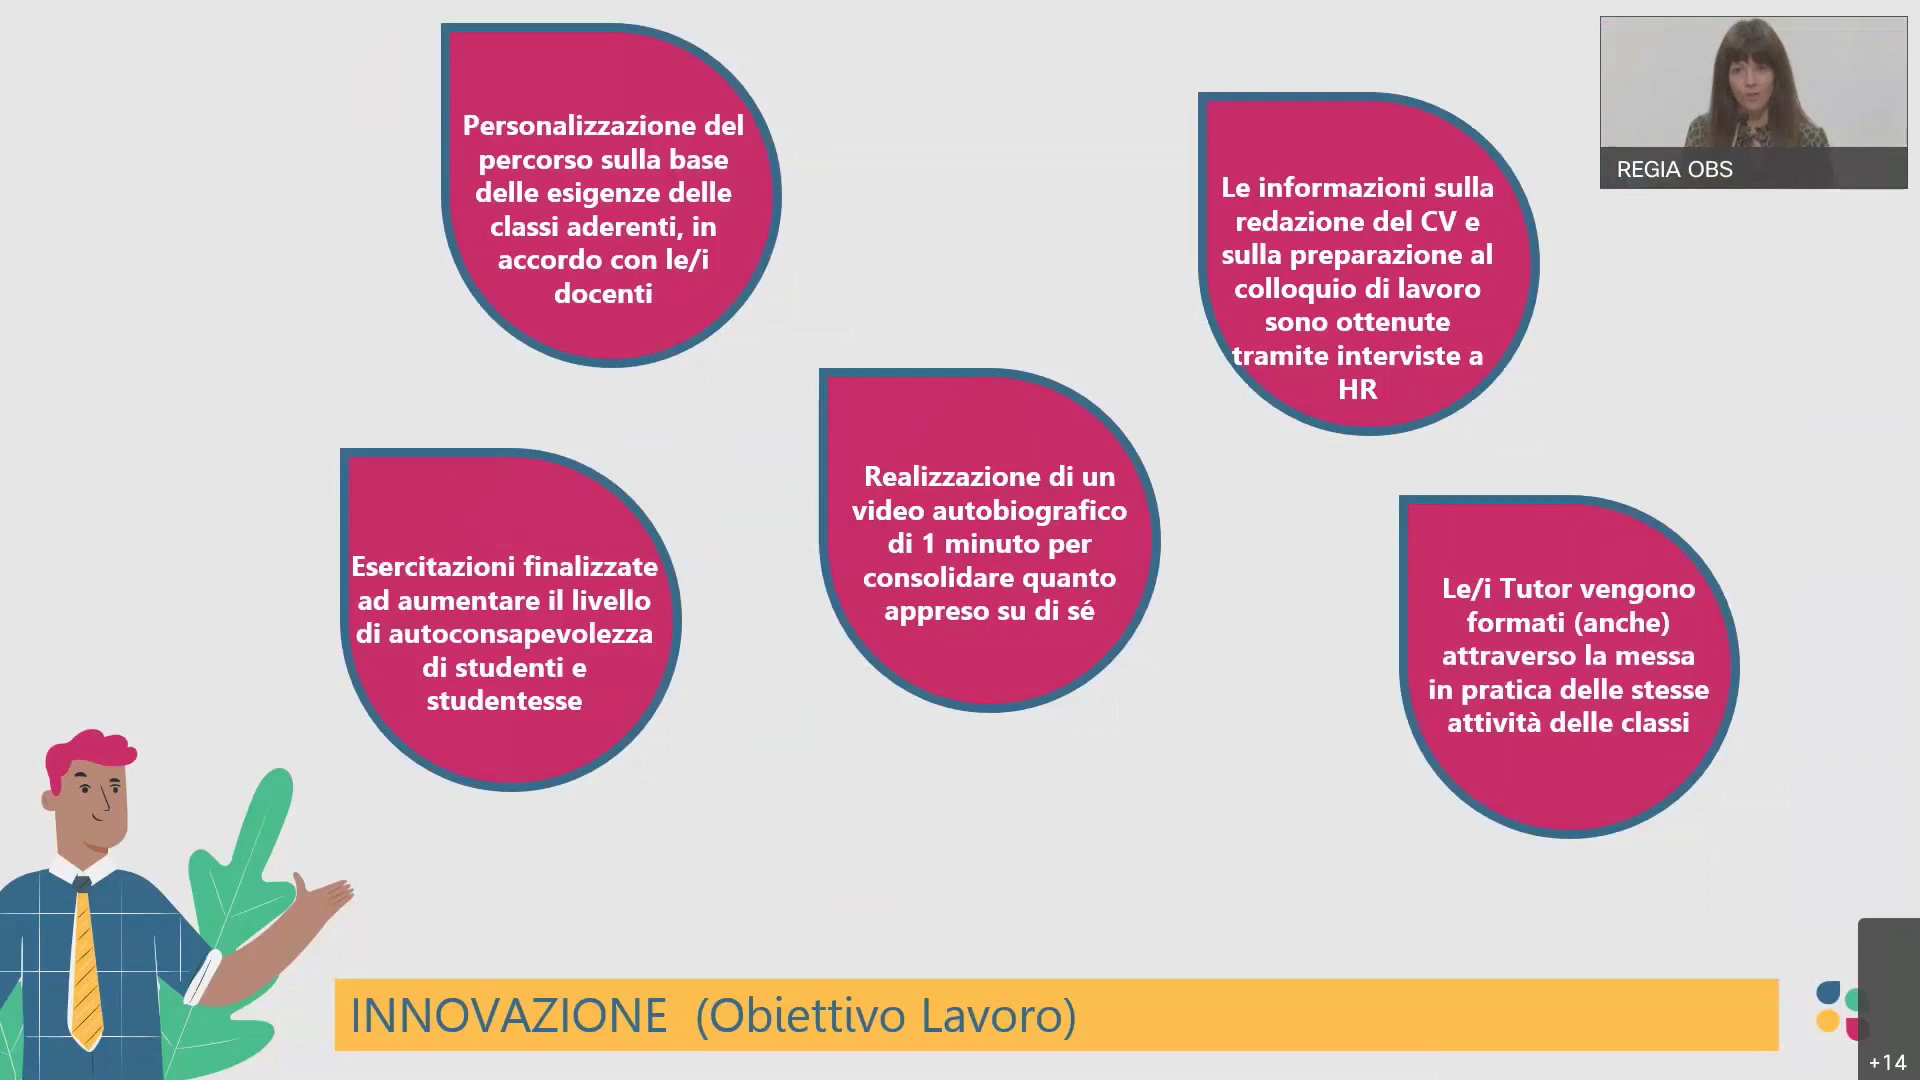 Personalizzazione del
percorso sulla base
delle esigenze delle
classi aderenti, in
accordo con le/i
docenti
Le informazioni sulla
redazione del CV e
sulla preparazione al
colloquio di lavoro
sono ottenute
tramite interviste a
HR
REGIA OBS
Esercitazioni finalizzate
ad aumentare il livello
di autoconsapevolezza
di studenti e
studentesse
Realizzazione di un
video autobiografico
di 1 minuto per
consolidare quanto
appreso su di sé
Le/i Tutor vengono
formati (anche)
attraverso la messa
in pratica delle stesse
attività delle classi
INNOVAZIONE (Obiettivo Lavoro)
+14